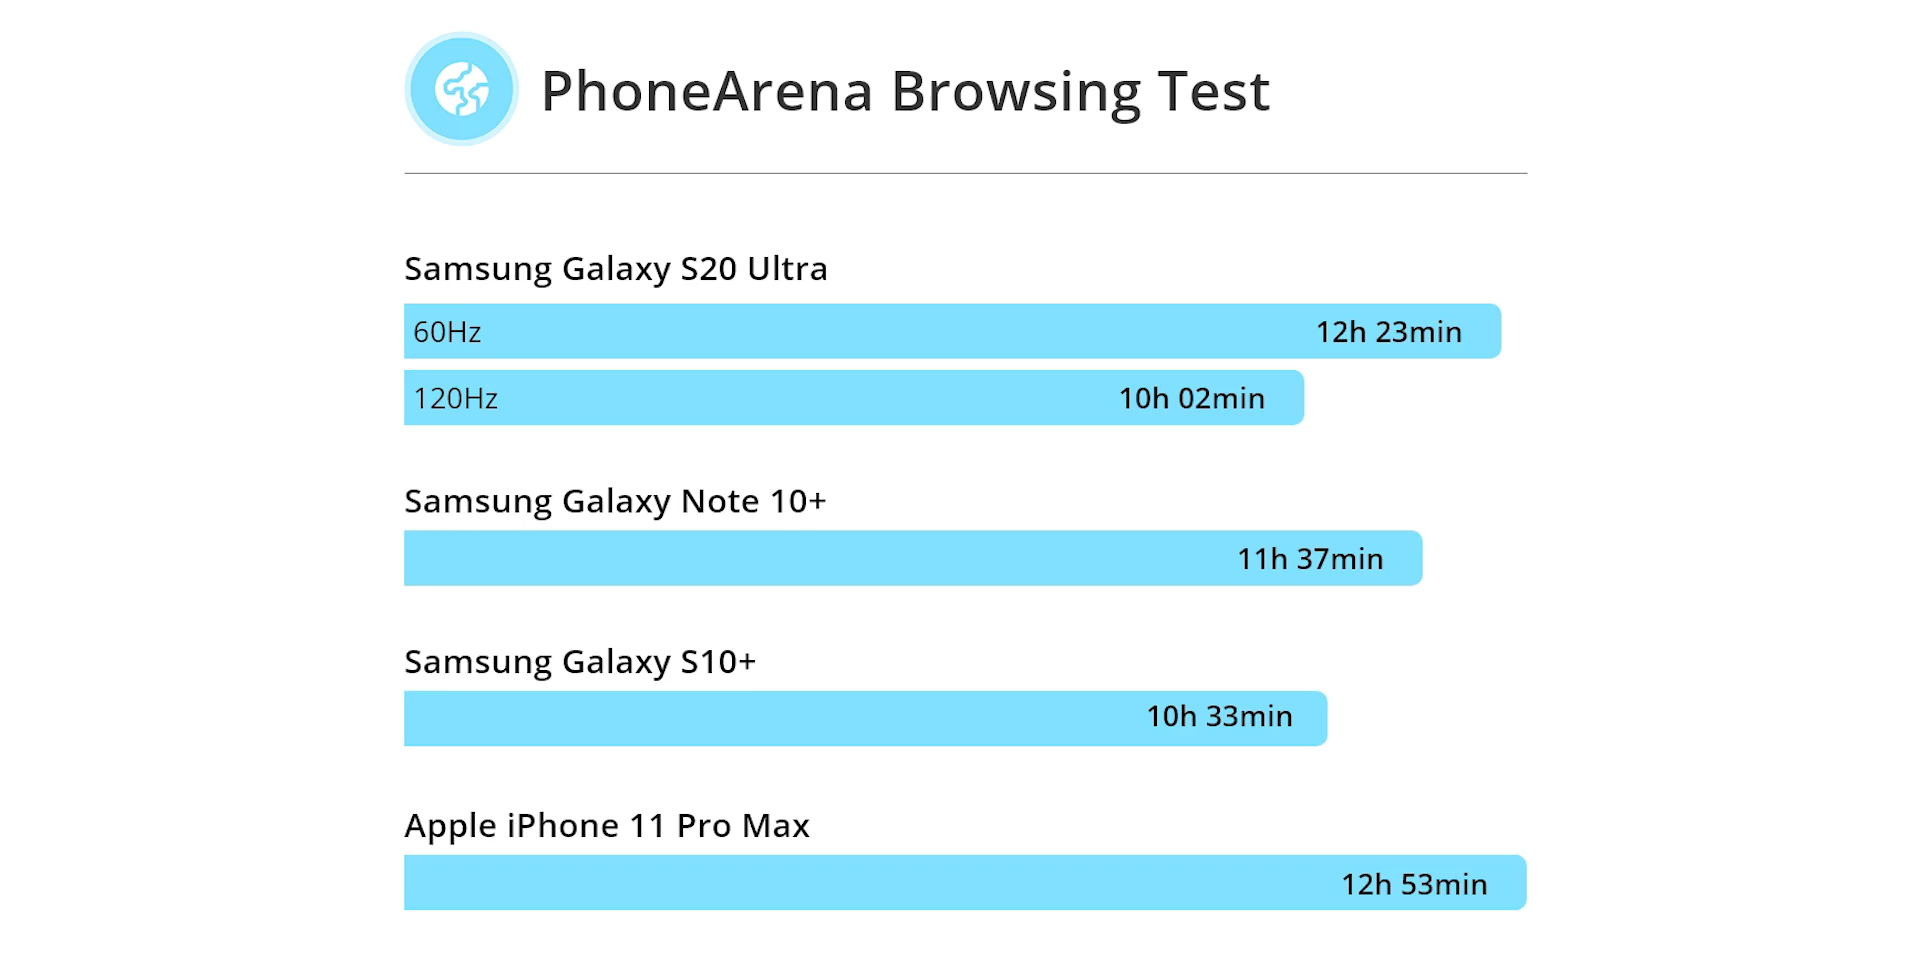 PhoneArena Browsing Test
Samsung Galaxy S20 Ultra
60Hz 12h 23min
120Hz 10h 02min
Samsung Galaxy Note 10+
11h 37min
Samsung Galaxy S10+
10h 33min
Apple iPhone 11 Pro Max
12h 53min